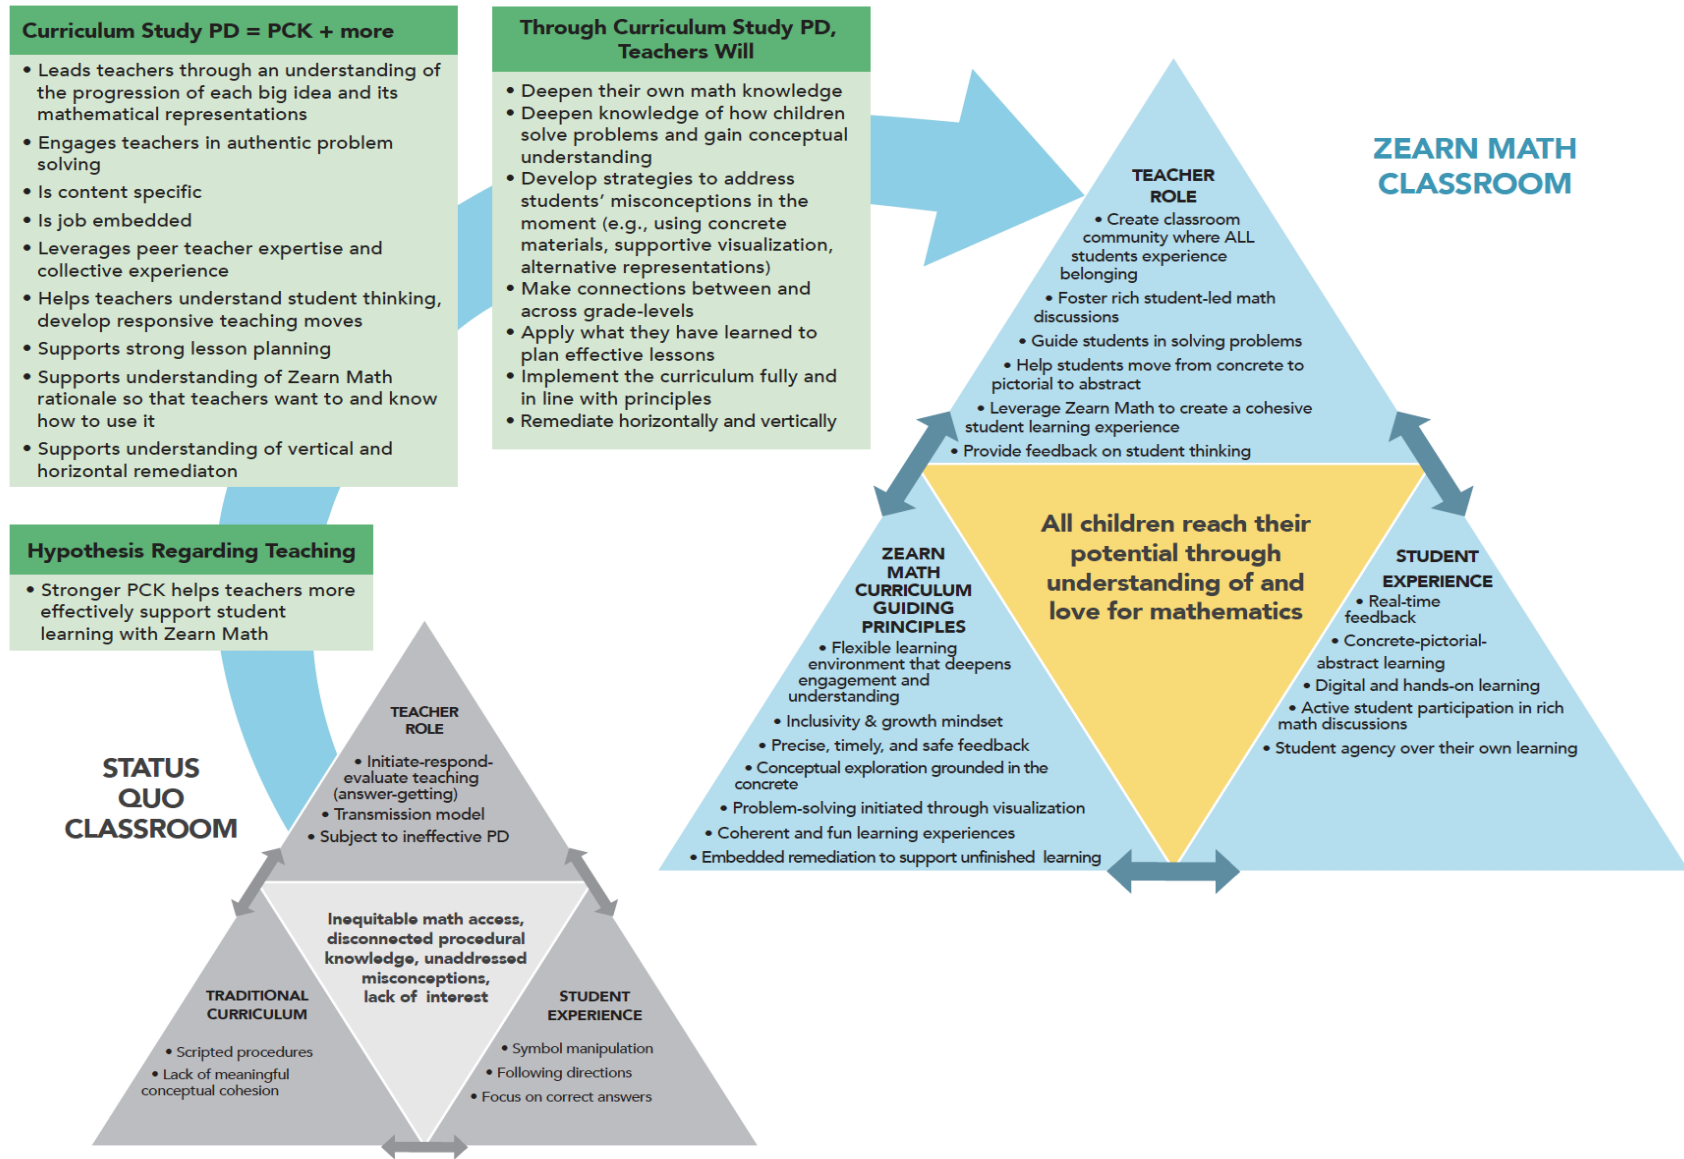 Curriculum Study PD = PCK + more
• Leads teachers through an understanding of
the progression of each big idea and its
mathematical representations
• Engages teachers in authentic problem
solving
• Is content specific
• Is job embedded
• Leverages peer teacher expertise and
collective experience
• Helps teachers understand student thinking,
develop responsive teaching moves
• Supports strong lesson planning
• Supports understanding of Zearn Math
rationale so that teachers want to and know
how to use it
• Supports understanding of vertical and
horizontal remediaton
Through Curriculum Study PD,
Teachers Will
• Deepen their own math knowledge
• Deepen knowledge of how children
solve problems and gain conceptual
understanding
• Develop strategies to address
students’ misconceptions in the
moment (e.g., using concrete
materials, supportive visualization,
alternative representations)
• Make connections between and
across grade-levels
• Apply what they have learned to
plan effective lessons
• Implement the curriculum fully and
in line with principles
• Remediate horizontally and vertically
Hypothesis Regarding Teaching
• Stronger PCK helps teachers more
effectively support student
learning with Zearn Math
STATUS
QUO
CLASSROOM
TEACHER
ROLE
• Initiate-respond-
evaluate teaching
(answer-getting)
• Transmission model
• Subject to ineffective PD
Inequitable math access,
disconnected procedural
knowledge, unaddressed
misconceptions,
lack of interest
TRADITIONAL
CURRICULUM
• Scripted procedures
• Lack of meaningful
conceptual cohesion
STUDENT
EXPERIENCE
• Symbol manipulation
• Following directions
• Focus on correct answers
ZEARN MATH
CLASSROOM
TEACHER
ROLE
• Create classroom
community where ALL
students experience
belonging
• Foster rich student-led math
discussions
• Guide students in solving problems
• Help students move from concrete to
pictorial to abstract
• Leverage Zearn Math to create a cohesive
student learning experience
• Provide feedback on student thinking
All children reach their
potential through
understanding of and
love for mathematics
ZEARN
MATH
CURRICULUM
GUIDING
PRINCIPLES
• Flexible learning
environment that deepens
engagement and
understanding
• Inclusivity & growth mindset
• Precise, timely, and safe feedback
• Conceptual exploration grounded in the
concrete
• Problem-solving initiated through visualization
• Coherent and fun learning experiences
• Embedded remediation to support unfinished learning
STUDENT
EXPERIENCE
• Real-time
feedback
• Concrete-pictorial-
abstract learning
• Digital and hands-on learning
• Active student participation in rich
math discussions
• Student agency over their own learning